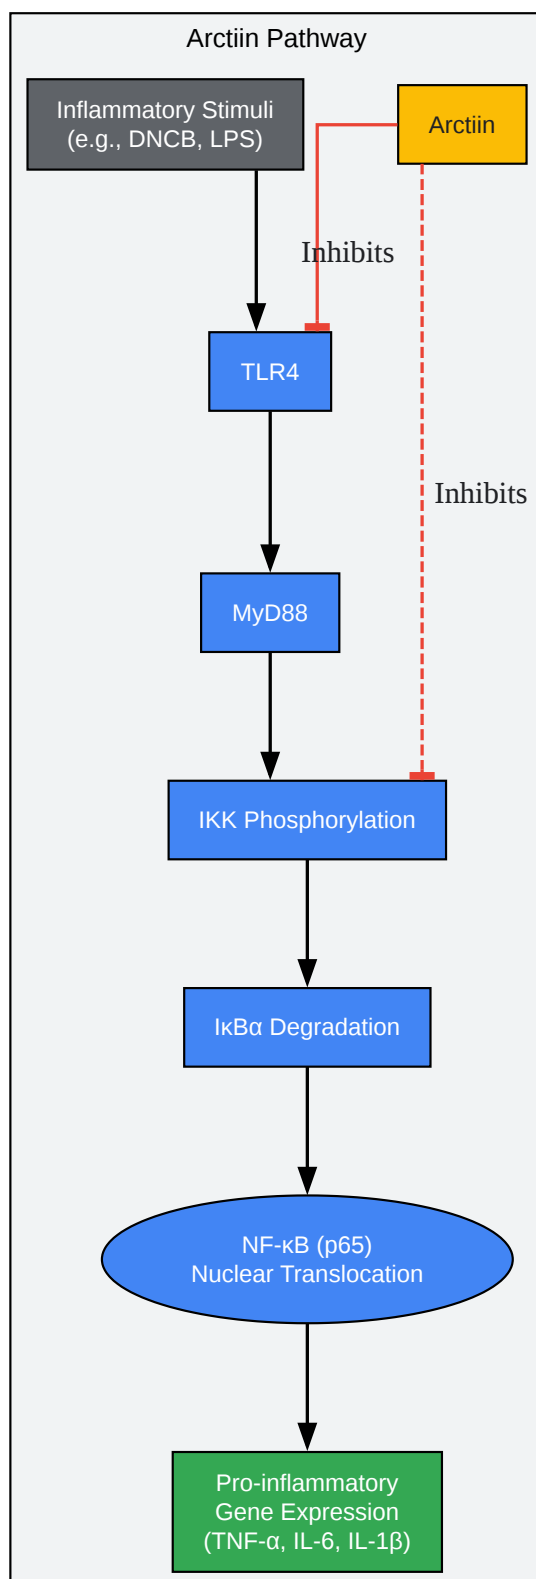 Arctiin Pathway
Inflammatory Stimuli
(e.g., DNCB, LPS)
Arctiin
Inhibits
TLR4
Inhibits
MyD88
IKK Phosphorylation
IκBα Degradation
NF-κB (p65)
Nuclear Translocation
Pro-inflammatory
Gene Expression
(TNF-α, IL-6, IL-1β)